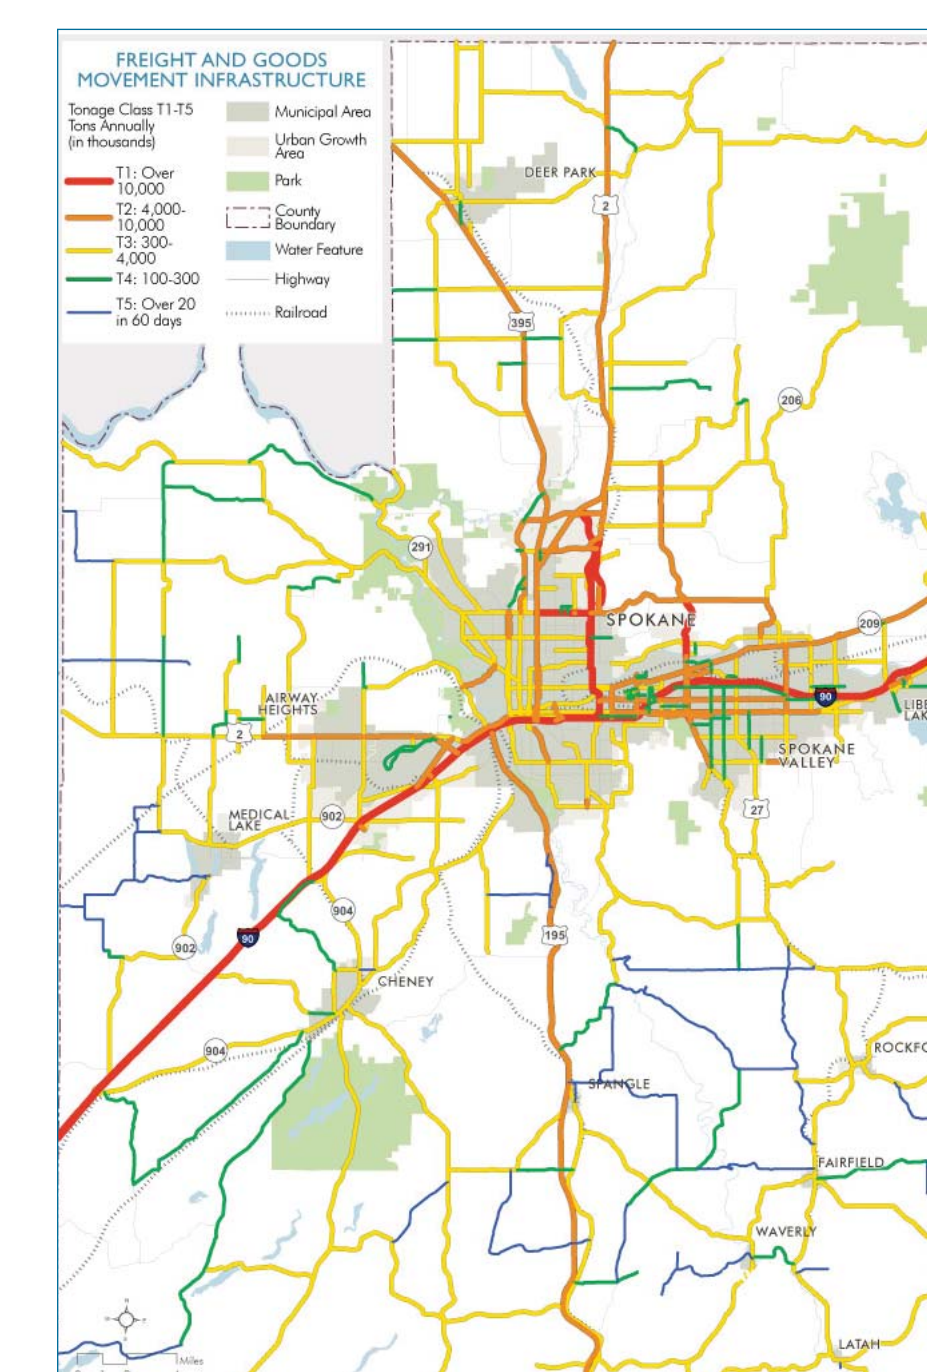 FREIGHT AND GOODS
MOVEMENT INFRASTRUCTURE
Tonage Class T1-T5
Tons Annually
(in thousands)
T1: Over
10,000
T2: 4,000-
10,000
T3: 300-
4,000
T4: 100-300
T5: Over 20
in 60 days
Municipal Area
Urban Growth
Area
Park
County
Boundary
Water Feature
Highway
Railroad
DEER PARK
2
395
206
291
SPOKANE
209
90
AIRWAY
HEIGHTS
LIBE
LAK
2
SPOKANE
VALLEY
MEDICAL
LAKE
902
27
904
195
90
902
CHENEY
904
ROCKFO
SPANGLE
FAIRFIELD
WAVERLY
LATAH
N
Miles